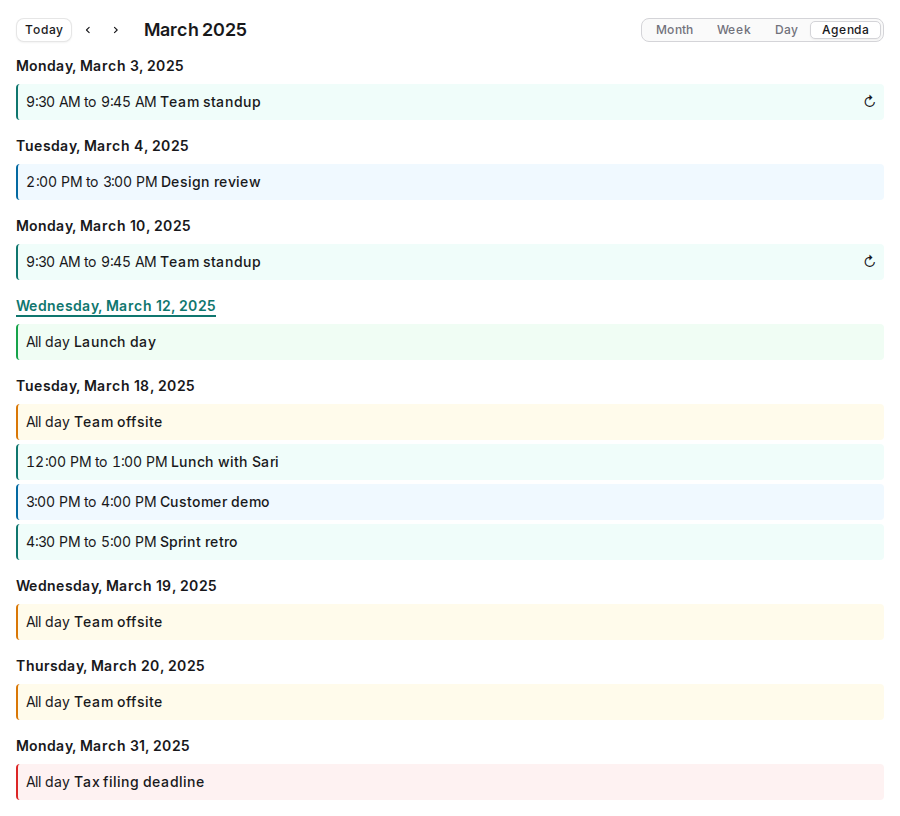 Today ‹ › March 2025 Month Week Day Agenda
Monday, March 3, 2025
9:30 AM to 9:45 AM Team standup ↻
Tuesday, March 4, 2025
2:00 PM to 3:00 PM Design review
Monday, March 10, 2025
9:30 AM to 9:45 AM Team standup ↻
Wednesday, March 12, 2025
All day Launch day
Tuesday, March 18, 2025
All day Team offsite
12:00 PM to 1:00 PM Lunch with Sari
3:00 PM to 4:00 PM Customer demo
4:30 PM to 5:00 PM Sprint retro
Wednesday, March 19, 2025
All day Team offsite
Thursday, March 20, 2025
All day Team offsite
Monday, March 31, 2025
All day Tax filing deadline